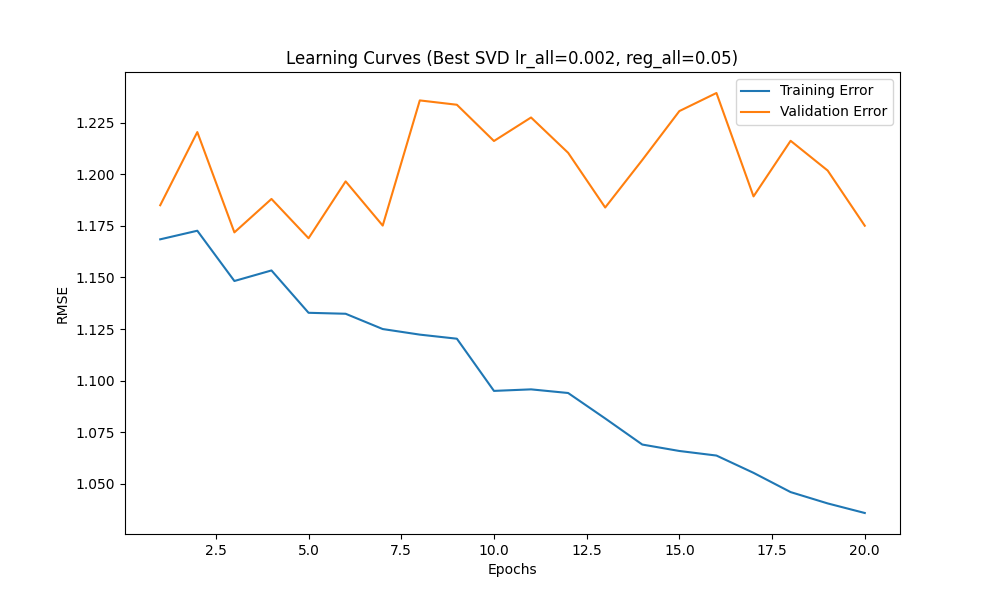 Learning Curves (Best SVD lr_all=0.002, reg_all=0.05)
Training Error
Validation Error
1.225
1.200
1.175
1.150
1.125
1.100
1.075
1.050
RMSE
2.5 5.0 7.5 10.0 12.5 15.0 17.5 20.0
Epochs